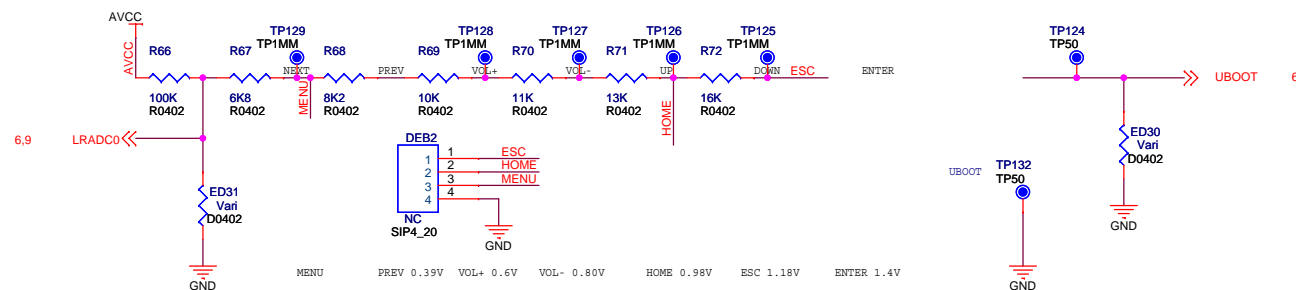 AVCC
AVCC
R66
100K
R0402
R67
6K8
R0402
TP129
TP1MM
NEXT
MENU
R68
8K2
R0402
PREV
R69
10K
R0402
TP128
TP1MM
VOL+
R70
11K
R0402
TP127
TP1MM
VOL-
R71
13K
R0402
TP126
TP1MM
UP
HOME
R72
16K
R0402
TP125
TP1MM
DOWN
ESC
ENTER
TP124
TP50
UBOOT
6
6,9
LRADC0
ED31
Vari
D0402
GND
DEB2
1
2
3
4
1
2
3
4
ESC
HOME
MENU
NC
SIP4_20
GND
ED30
Vari
D0402
GND
UBOOT
TP132
TP50
GND
MENU PREV 0.39V VOL+ 0.6V VOL- 0.80V HOME 0.98V ESC 1.18V ENTER 1.4V